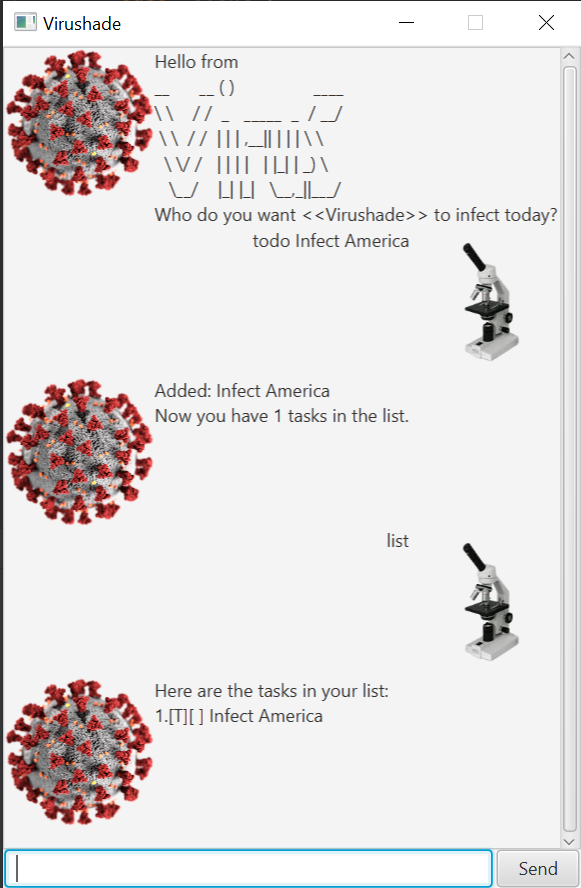 Virushade
Hello from
__ __ ( ) ____
\ \ / / _ _____ _ / __/
\ \ / / | | | ,__|| | | | \ \
\ \/ / | | | | | |_| | _) \
\__/ |_| |_| \__,_||___/
Who do you want <<Virushade>> to infect today?
todo Infect America
Added: Infect America
Now you have 1 tasks in the list.
list
Here are the tasks in your list:
1.[T][ ] Infect America
Send